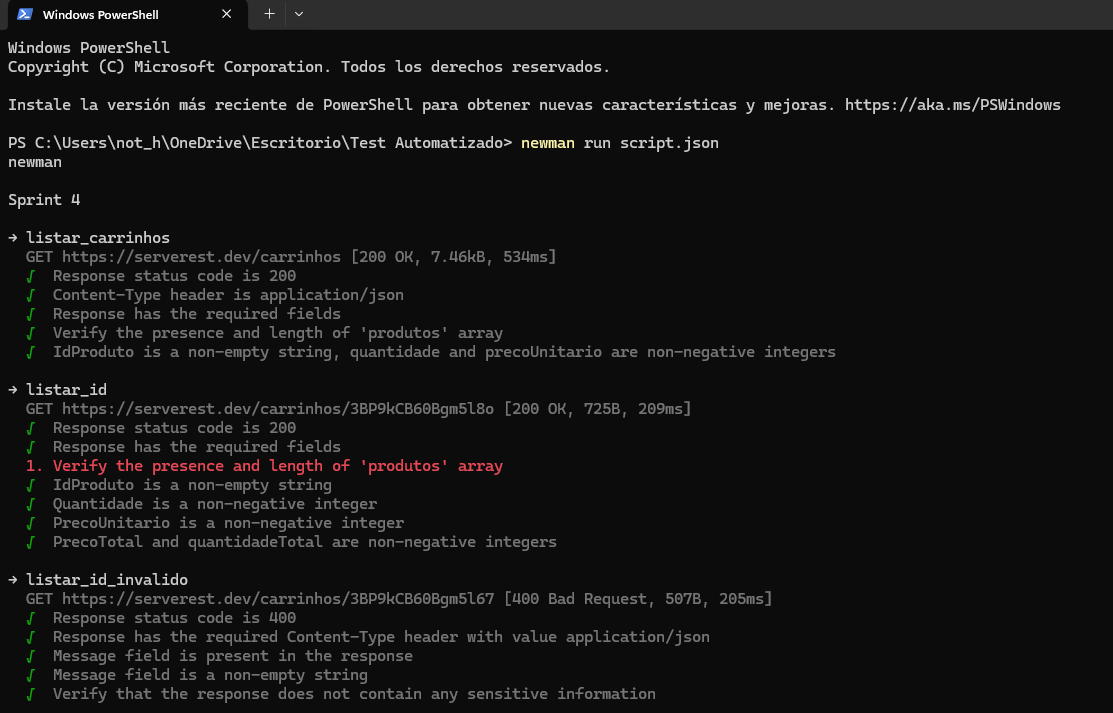 Windows PowerShell
Windows PowerShell
Copyright (C) Microsoft Corporation. Todos los derechos reservados.
Instale la versión más reciente de PowerShell para obtener nuevas características y mejoras. https://aka.ms/PSWindows
PS C:\Users\not_h\OneDrive\Escritorio\Test Automatizado> newman run script.json
newman
Sprint 4
→ listar_carrinhos
GET https://serverest.dev/carrinhos [200 OK, 7.46kB, 534ms]
√ Response status code is 200
√ Content-Type header is application/json
√ Response has the required fields
√ Verify the presence and length of 'produtos' array
√ IdProduto is a non-empty string, quantidade and precoUnitario are non-negative integers
→ listar_id
GET https://serverest.dev/carrinhos/3BP9kCB60Bgm5l8o [200 OK, 725B, 209ms]
√ Response status code is 200
√ Response has the required fields
1. Verify the presence and length of 'produtos' array
√ IdProduto is a non-empty string
√ Quantidade is a non-negative integer
√ PrecoUnitario is a non-negative integer
√ PrecoTotal and quantidadeTotal are non-negative integers
→ listar_id_invalido
GET https://serverest.dev/carrinhos/3BP9kCB60Bgm5l67 [400 Bad Request, 507B, 205ms]
√ Response status code is 400
√ Response has the required Content-Type header with value application/json
√ Message field is present in the response
√ Message field is a non-empty string
√ Verify that the response does not contain any sensitive information